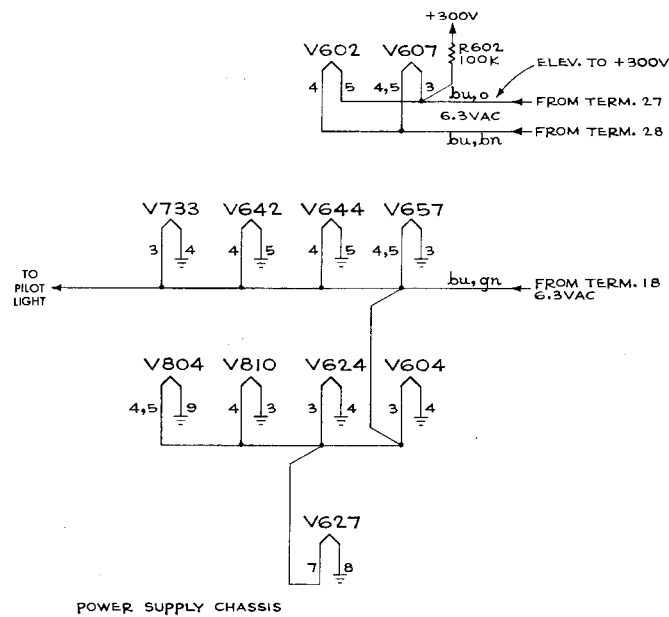 +300V
V602 V607
R602
100K
ELEV. TO +300V
4 5 4,5 3
bu,o
FROM TERM. 27
6.3VAC
FROM TERM. 28
bu,bn
V733 V642 V644 V657
3 4 4 5 4 5 4,5 3
TO
PILOT
LIGHT
bu,gn
FROM TERM. 18
6.3VAC
V804 V810 V624 V604
4,5 9 4 3 3 4 3 4
V627
7 8
POWER SUPPLY CHASSIS